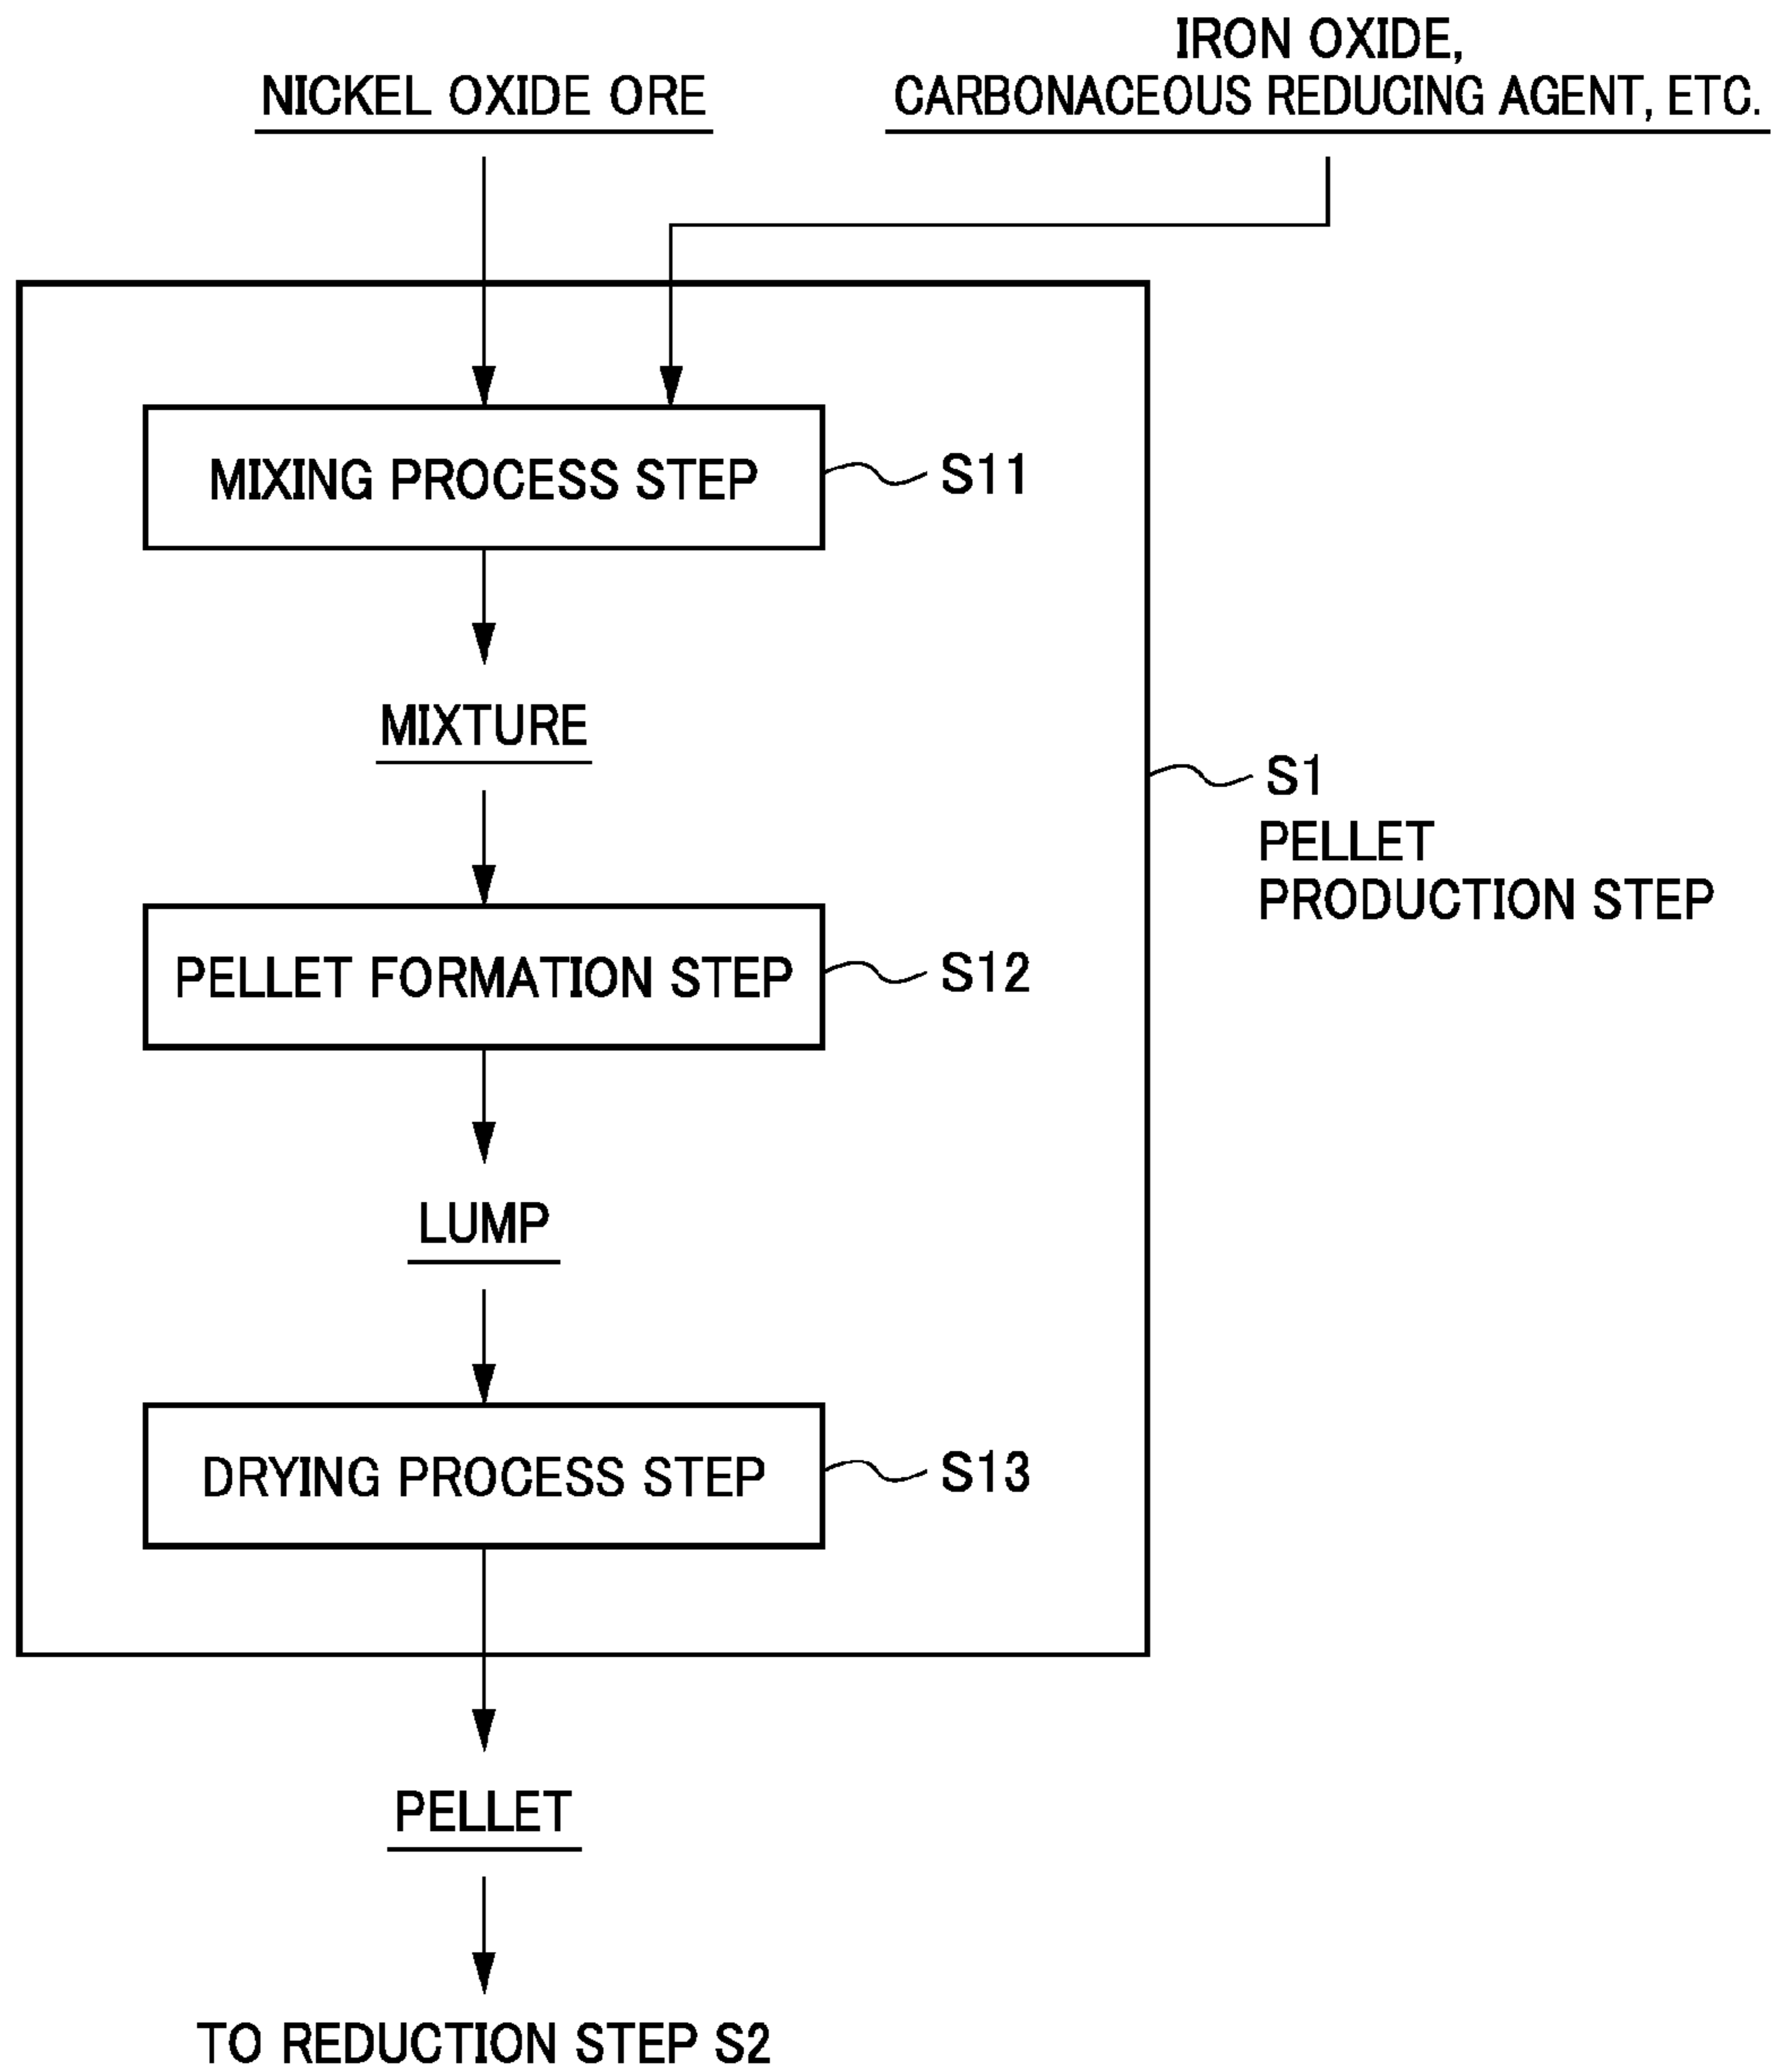 IRON OXIDE,
NICKEL OXIDE ORE
CARBONACEOUS REDUCING AGENT, ETC.
MIXING PROCESS STEP
S11
MIXTURE
S1
PELLET
PRODUCTION STEP
PELLET FORMATION STEP
S12
LUMP
DRYING PROCESS STEP
S13
PELLET
TO REDUCTION STEP S2